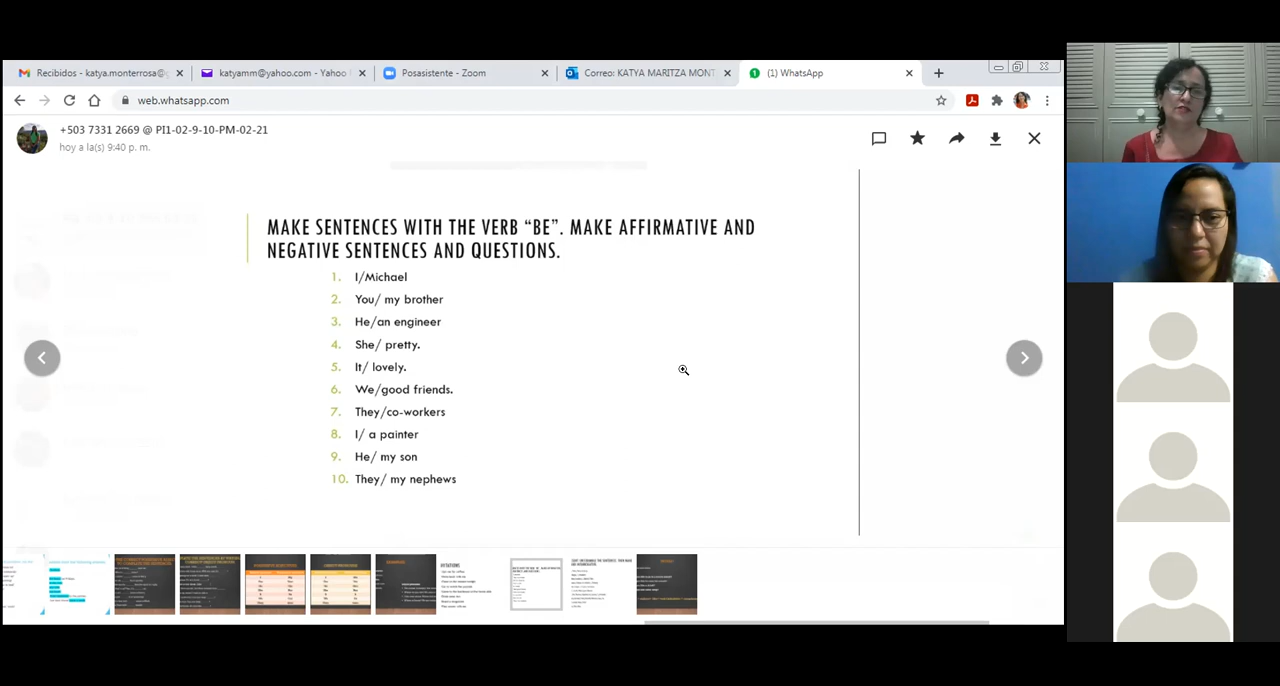 Recibidos - katya.monterrosa@
katyamm@yahoo.com - Yahoo
Posasistente - Zoom
Correo: KATYA MARITZA MONT
(1) WhatsApp
web.whatsapp.com
+503 7331 2669 @ PI1-02-9-10-PM-02-21
hoy a la(s) 9:40 p. m.
MAKE SENTENCES WITH THE VERB “BE”. MAKE AFFIRMATIVE AND
NEGATIVE SENTENCES AND QUESTIONS.
1. I/Michael
2. You/ my brother
3. He/an engineer
4. She/ pretty.
5. It/ lovely.
6. We/good friends.
7. They/co-workers
8. I/ a painter
9. He/ my son
10. They/ my nephews